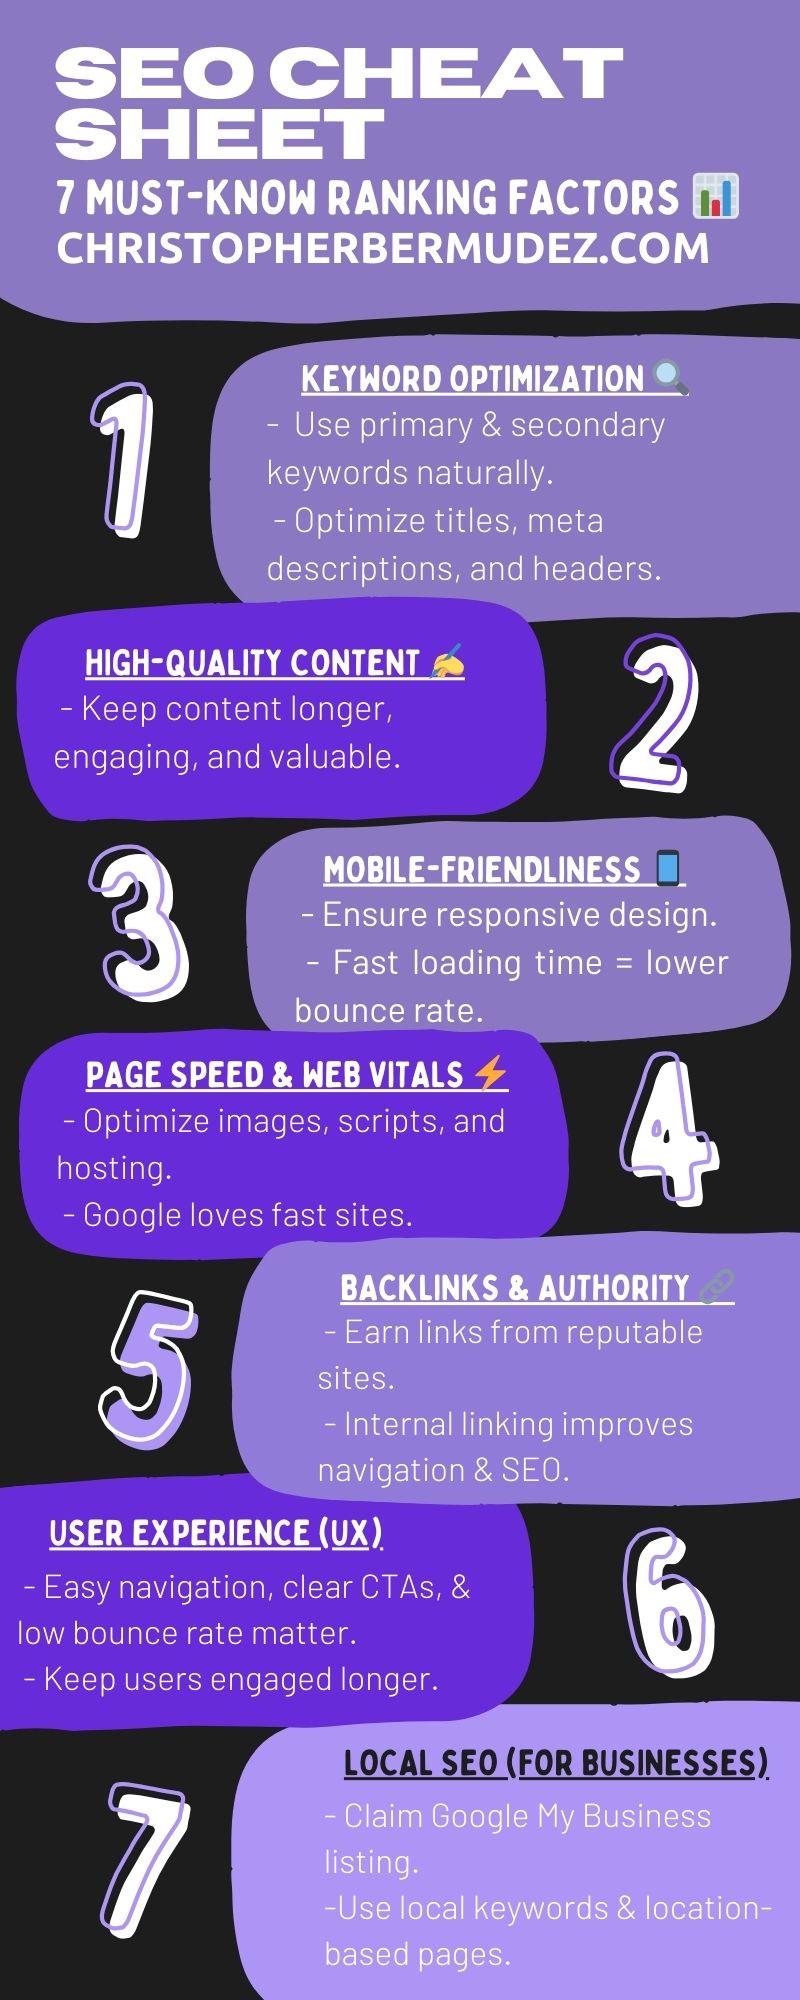 SEO CHEAT
SHEET
7 MUST-KNOW RANKING FACTORS 📊
CHRISTOPHERBERMUDEZ.COM
1
KEYWORD OPTIMIZATION 🔍
- Use primary & secondary
keywords naturally.
- Optimize titles, meta
descriptions, and headers.
HIGH-QUALITY CONTENT ✍️
- Keep content longer,
engaging, and valuable.
2
3
MOBILE-FRIENDLINESS 📱
- Ensure responsive design.
- Fast loading time = lower
bounce rate.
PAGE SPEED & WEB VITALS ⚡
- Optimize images, scripts, and
hosting.
- Google loves fast sites.
4
5
BACKLINKS & AUTHORITY 🔗
- Earn links from reputable
sites.
- Internal linking improves
navigation & SEO.
USER EXPERIENCE (UX)
- Easy navigation, clear CTAs, &
low bounce rate matter.
- Keep users engaged longer.
6
7
LOCAL SEO (FOR BUSINESSES)
- Claim Google My Business
listing.
-Use local keywords & location-
based pages.